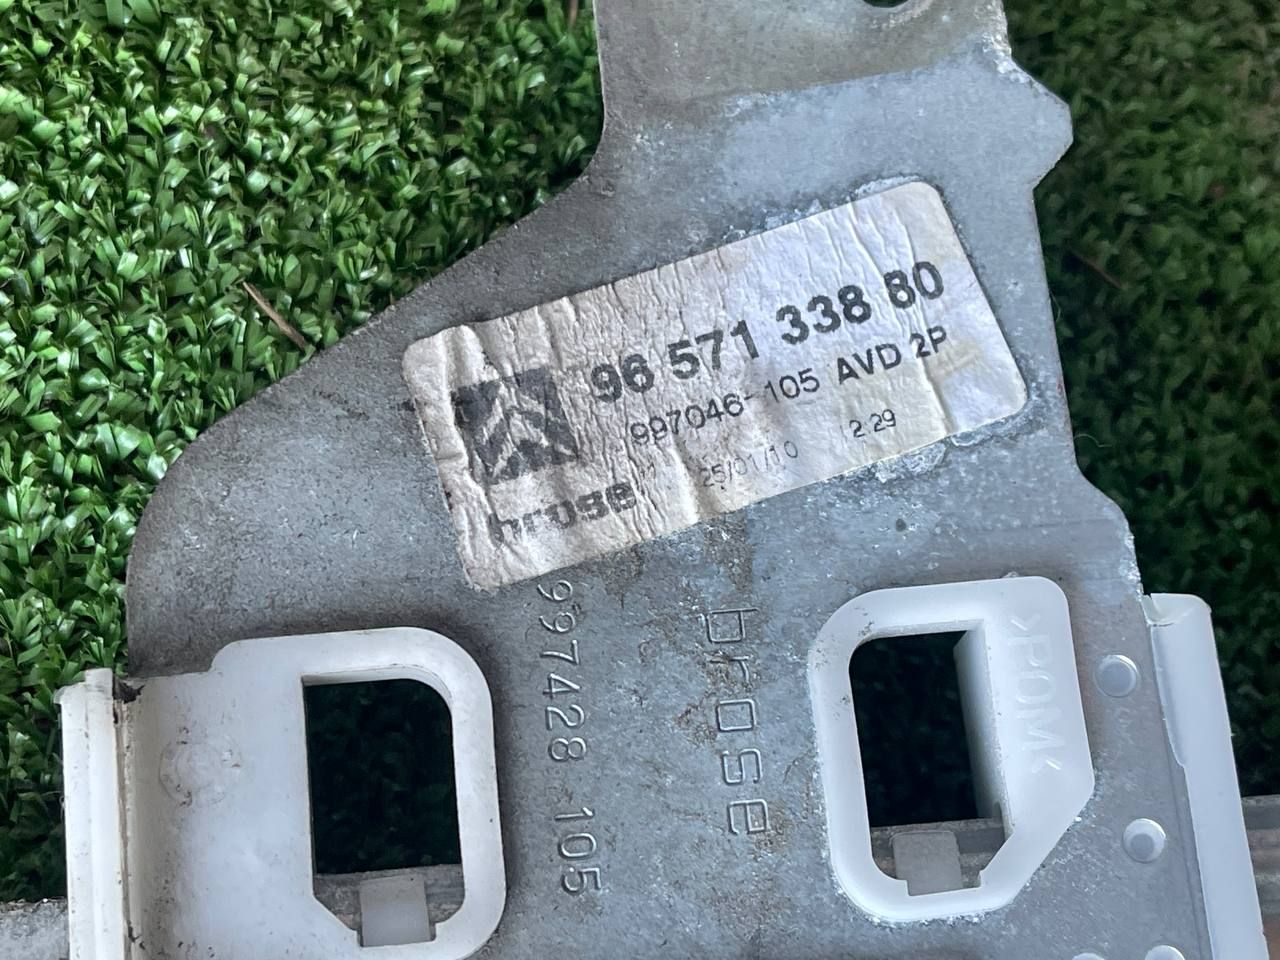 96 571 338 80
997046-105 AVD 2P
25/01/10 2 29
brose
997428 105
brose
>POM<